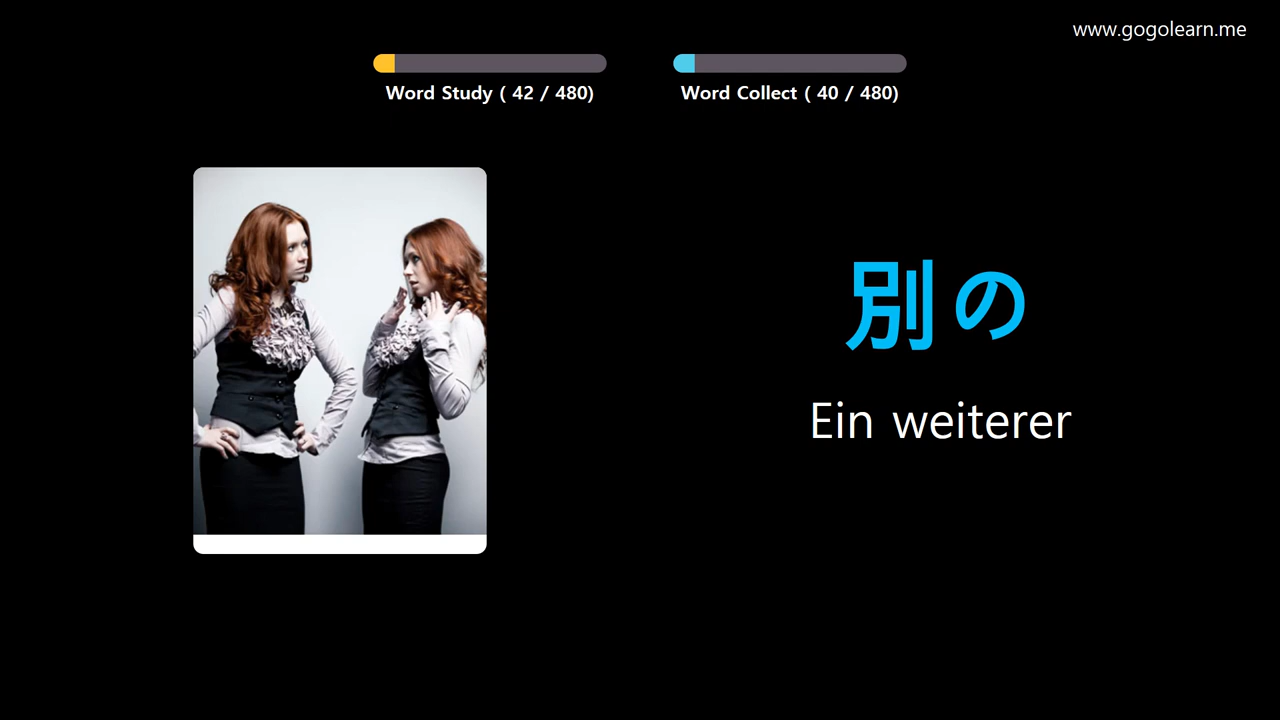 www.gogolearn.me
Word Study ( 42 / 480)
Word Collect ( 40 / 480)
別の
Ein weiterer